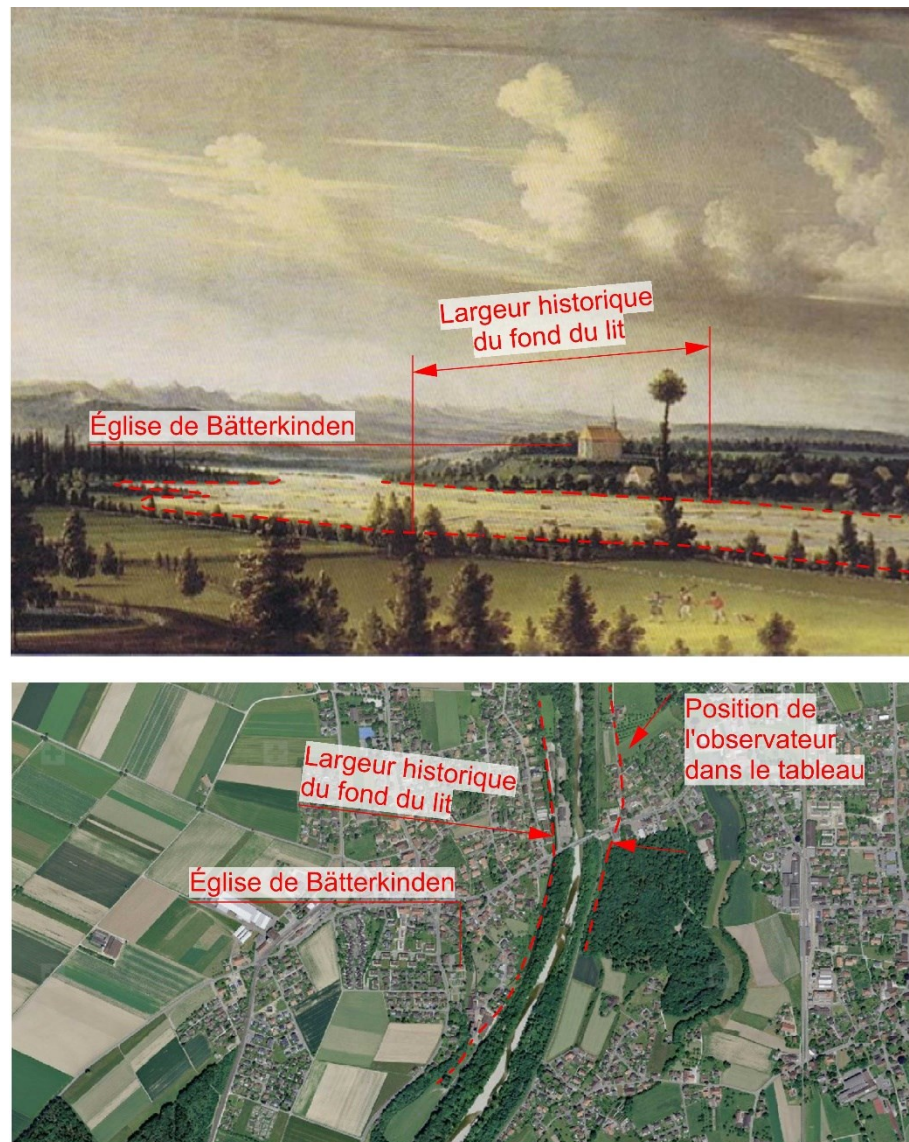 Largeur historique
du fond du lit
Église de Bätterkinden
Position de
l'observateur
dans le tableau
Largeur historique
du fond du lit
Église de Bätterkinden